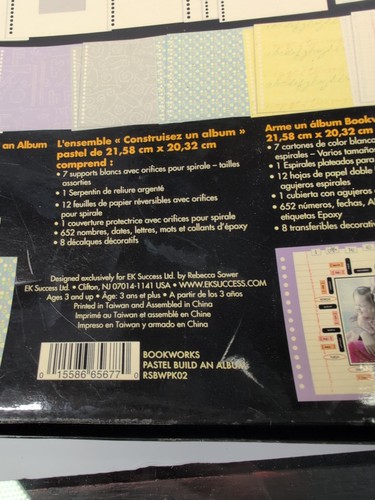 an Album
L'ensemble « Construisez un album »
pastel de 21,58 cm x 20,32 cm
comprend :
• 7 supports blancs avec orifices pour spirale – tailles
assorties
• 1 Serpentin de reliure argenté
• 12 feuilles de papier réversibles avec orifices
pour spirale
• 1 couverture protectrice avec orifices pour spirale
• 652 nombres, dates, lettres, mots et collants d'époxy
• 8 décalques décoratifs
Arme un álbum Bookw
21,58 cm x 20,32 cm
• 7 cartones de color blanco
espirales – Varios tamaño
• 1 Espirales plateados para
• 12 hojas de papel doble
agujeros espirales
• 1 cubierta con agujeros
• 652 números, fechas, Al
etiquetas Epoxy
• 8 transferibles decorativ
Designed exclusively for EK Success Ltd. by Rebecca Sower
EK Success Ltd. • Clifton, NJ 07014-1141 USA • WWW.EKSUCCESS.COM
Ages 3 and up • Âge: 3 ans et plus • A partir de los 3 años
Printed in Taiwan and Assembled in China
Imprimé au Taiwan et assemblé en Chine
Impreso en Taiwan y armado en China
BOOKWORKS
PASTEL BUILD AN ALBUM
RSBWPK02
0 15586 65677 0